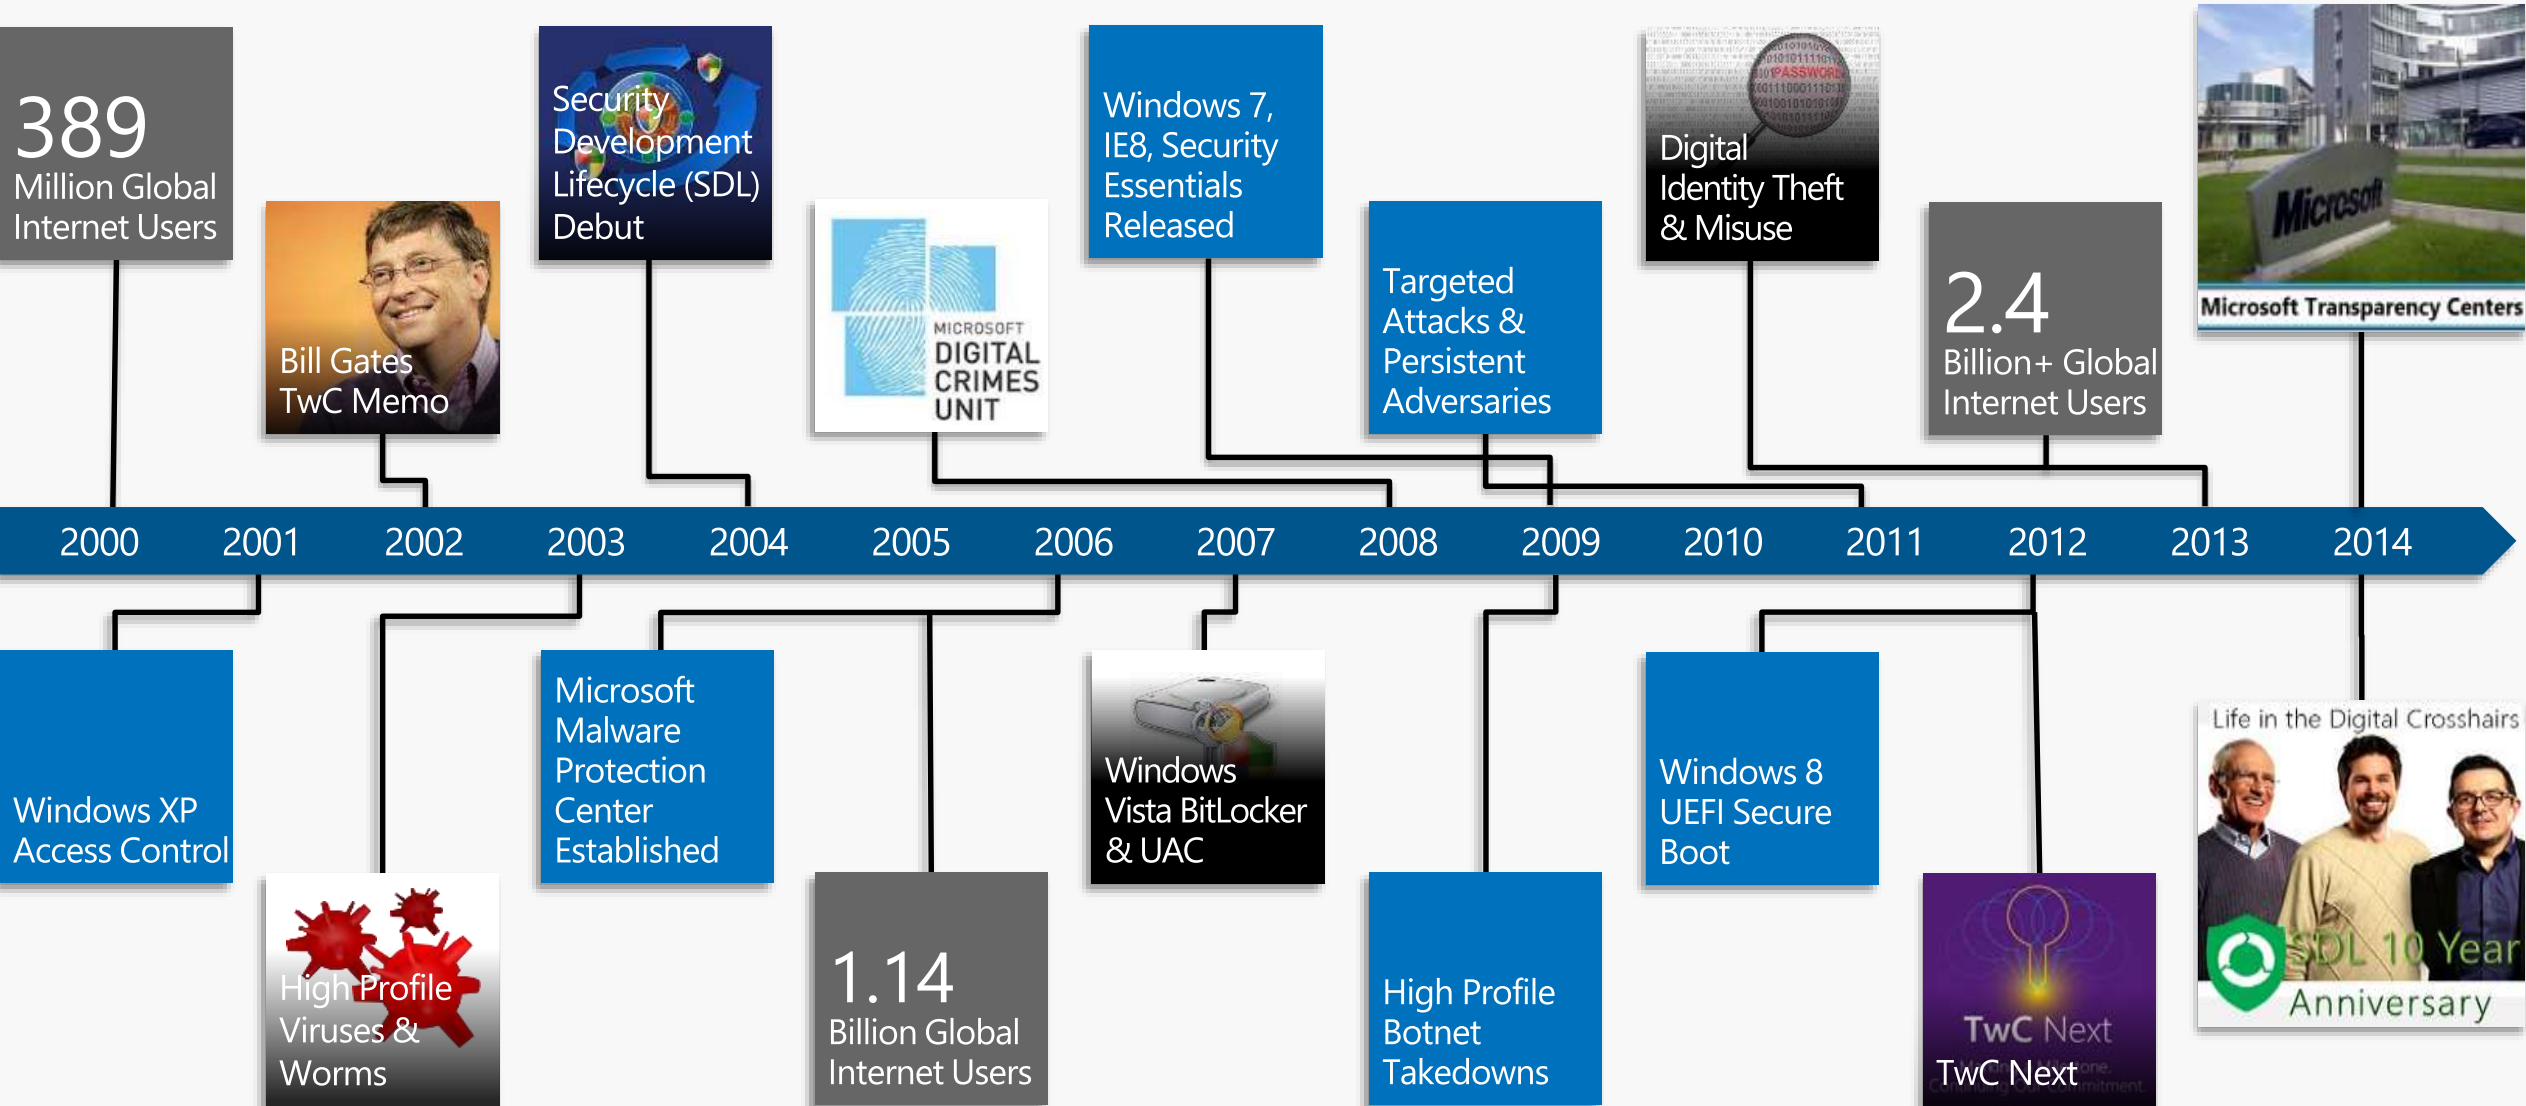 389
Million Global
Internet Users
Bill Gates
TwC Memo
Security
Development
Lifecycle (SDL)
Debut
MICROSOFT
DIGITAL
CRIMES
UNIT
Windows 7,
IE8, Security
Essentials
Released
Targeted
Attacks &
Persistent
Adversaries
PASSWORD
Digital
Identity Theft
& Misuse
2.4
Billion+ Global
Internet Users
Microsoft
Microsoft Transparency Centers
2000 2001 2002 2003 2004 2005 2006 2007 2008 2009 2010 2011 2012 2013 2014
Windows XP
Access Control
High Profile
Viruses &
Worms
Microsoft
Malware
Protection
Center
Established
1.14
Billion Global
Internet Users
Windows
Vista BitLocker
& UAC
High Profile
Botnet
Takedowns
Windows 8
UEFI Secure
Boot
TwC Next
TwC Next
Life in the Digital Crosshairs
SDL 10 Year
Anniversary